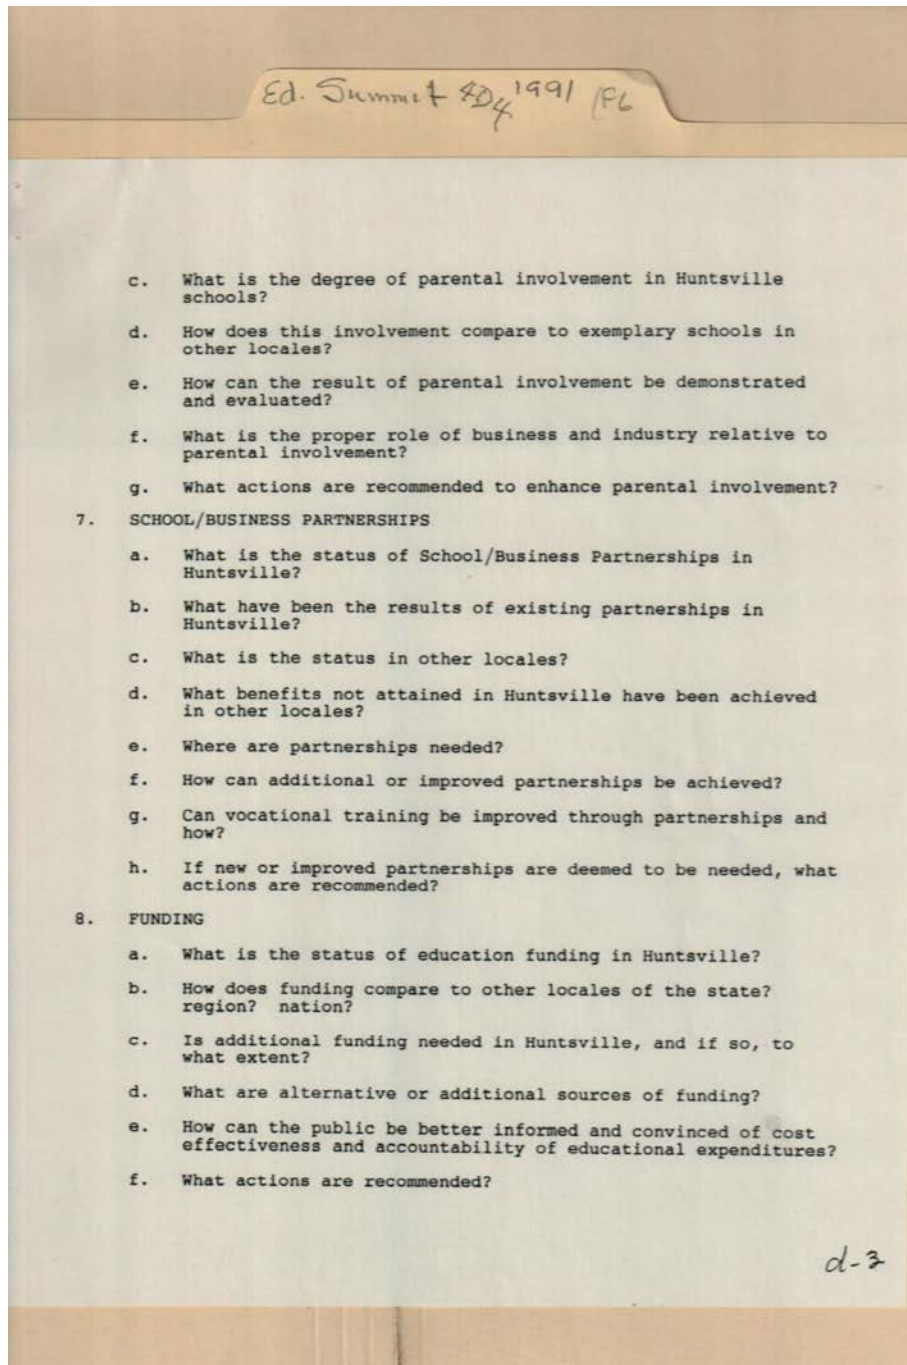 Ed. Summit 1991
c. What is the degree of parental involvement in Huntsville
schools?
d. How does this involvement compare to exemplary schools in
other locales?
e. How can the result of parental involvement be demonstrated
and evaluated?
f. What is the proper role of business and industry relative to
parental involvement?
g. What actions are recommended to enhance parental involvement?
7. SCHOOL/BUSINESS PARTNERSHIPS
a. What is the status of School/Business Partnerships in
Huntsville?
b. What have been the results of existing partnerships in
Huntsville?
c. What is the status in other locales?
d. What benefits not attained in Huntsville have been achieved
in other locales?
e. Where are partnerships needed?
f. How can additional or improved partnerships be achieved?
g. Can vocational training be improved through partnerships and
how?
h. If new or improved partnerships are deemed to be needed, what
actions are recommended?
8. FUNDING
a. What is the status of education funding in Huntsville?
b. How does funding compare to other locales of the state?
region? nation?
c. Is additional funding needed in Huntsville, and if so, to
what extent?
d. What are alternative or additional sources of funding?
e. How can the public be better informed and convinced of cost
effectiveness and accountability of educational expenditures?
f. What actions are recommended?
d-3